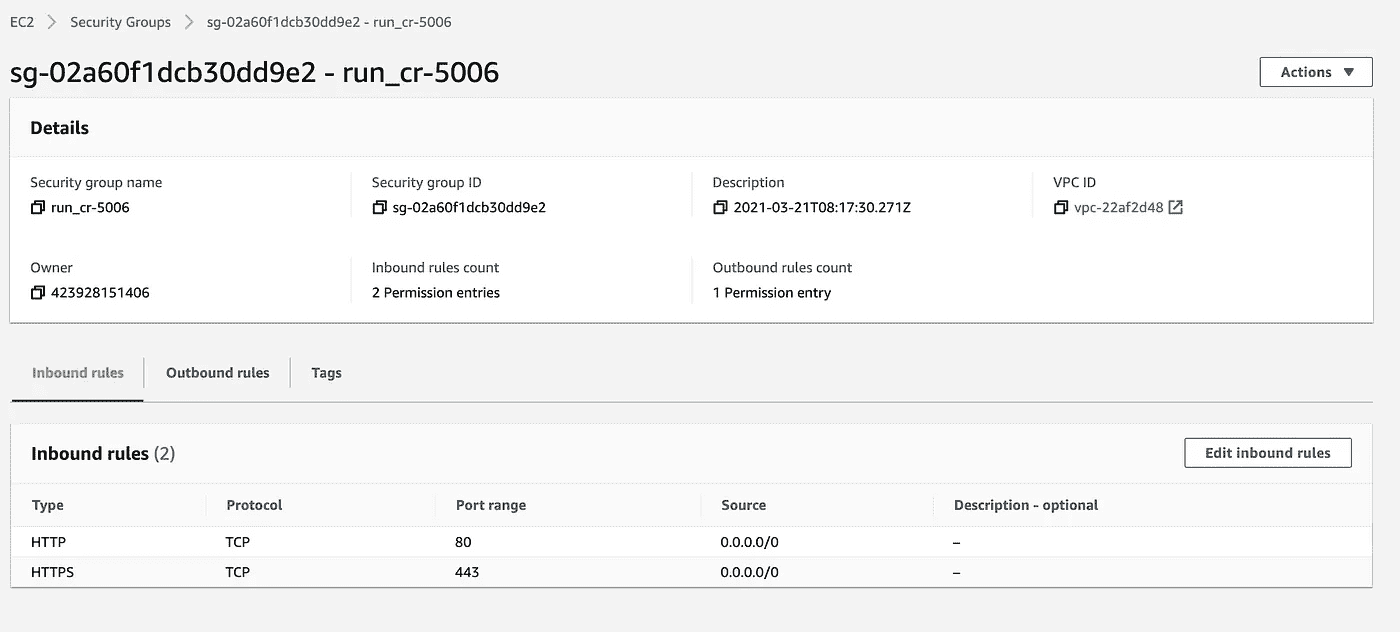 EC2 > Security Groups > sg-02a60f1dcb30dd9e2 - run_cr-5006
sg-02a60f1dcb30dd9e2 - run_cr-5006
Actions ▼
Details
Security group name Security group ID Description VPC ID
run_cr-5006 sg-02a60f1dcb30dd9e2 2021-03-21T08:17:30.271Z vpc-22af2d48
Owner Inbound rules count Outbound rules count
423928151406 2 Permission entries 1 Permission entry
Inbound rules Outbound rules Tags
Inbound rules (2) Edit inbound rules
Type Protocol Port range Source Description - optional
HTTP TCP 80 0.0.0.0/0 –
HTTPS TCP 443 0.0.0.0/0 –